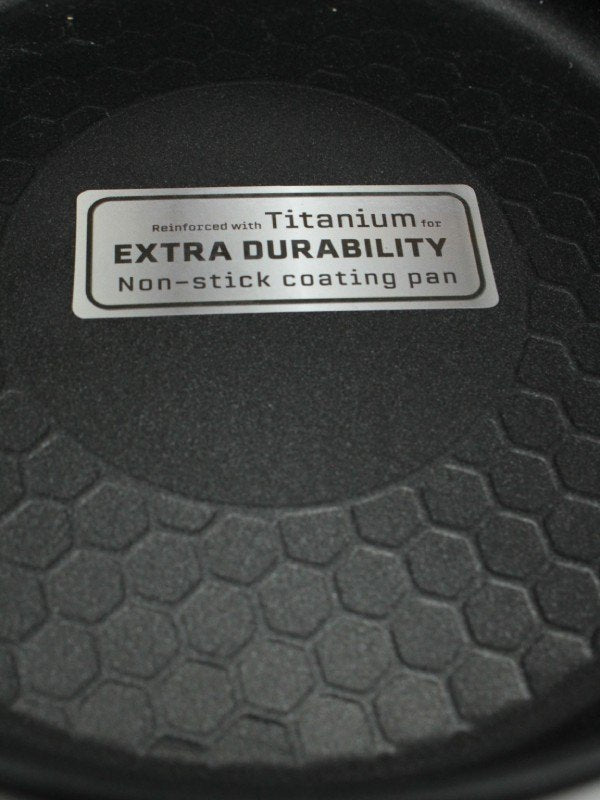 Reinforced with Titanium for
EXTRA DURABILITY
Non-stick coating pan